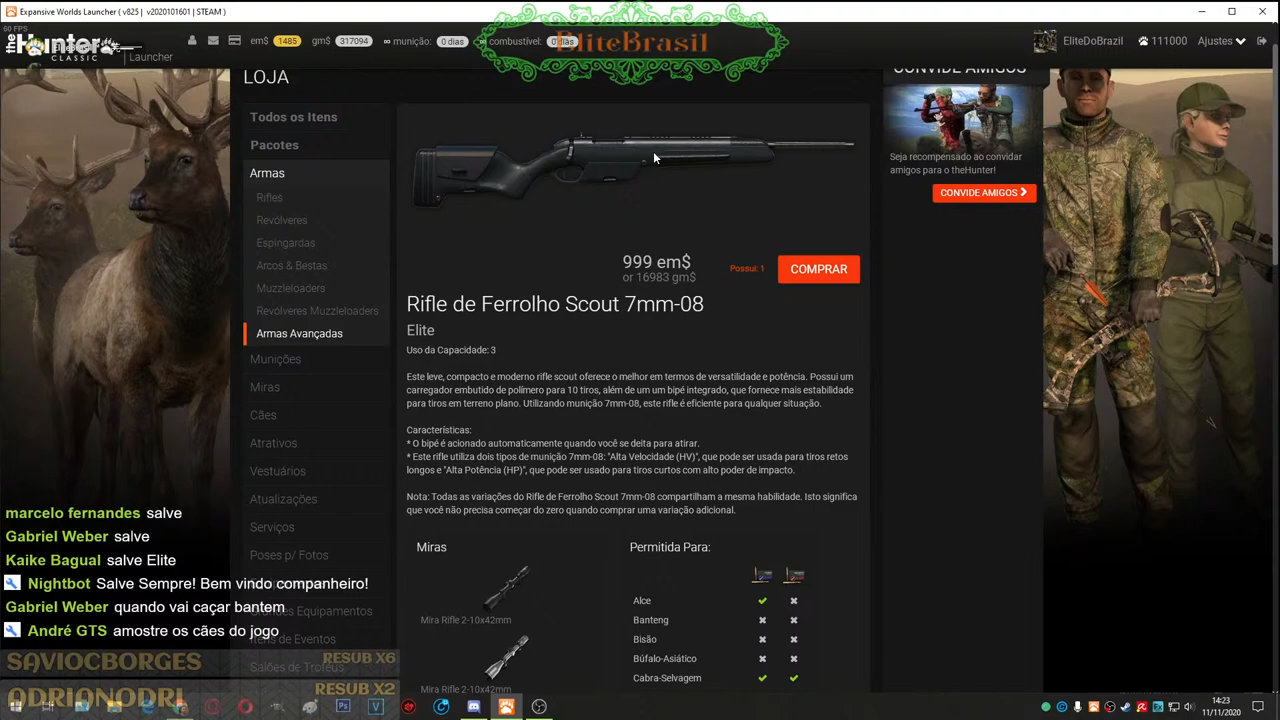 Expansive Worlds Launcher ( v825 | v2020101601 | STEAM )
60 FPS
theHunter
CLASSIC
Launcher
em$ 1485 gm$ 317094 ∞ munição: 0 dias ∞ combustível: 0 dias
EliteBrasil
EliteDoBrazil 111000 Ajustes
LOJA
Todos os Itens
Pacotes
Armas
Rifles
Revólveres
Espingardas
Arcos & Bestas
Muzzleloaders
Revólveres Muzzleloaders
Armas Avançadas
Munições
Miras
Cães
Atrativos
Vestuários
Atualizações
Serviços
Poses p/ Fotos
Grandes Equipamentos
Itens de Eventos
Salões de Troféus
999 em$
or 16983 gm$
Possui: 1
COMPRAR
Rifle de Ferrolho Scout 7mm-08
Elite
Uso da Capacidade: 3
Este leve, compacto e moderno rifle scout oferece o melhor em termos de versatilidade e potência. Possui um
carregador embutido de polímero para 10 tiros, além de um um bipé integrado, que fornece mais estabilidade
para tiros em terreno plano. Utilizando munição 7mm-08, este rifle é eficiente para qualquer situação.
Características:
* O bipé é acionado automaticamente quando você se deita para atirar.
* Este rifle utiliza dois tipos de munição 7mm-08: "Alta Velocidade (HV)", que pode ser usada para tiros retos
longos e "Alta Potência (HP)", que pode ser usado para tiros curtos com alto poder de impacto.
Nota: Todas as variações do Rifle de Ferrolho Scout 7mm-08 compartilham a mesma habilidade. Isto significa
que você não precisa começar do zero quando comprar uma variação adicional.
Miras
Mira Rifle 2-10x42mm
Mira Rifle 2-10x42mm
Permitida Para:
Alce
Banteng
Bisão
Búfalo-Asiático
Cabra-Selvagem
CONVIDE AMIGOS
Seja recompensado ao convidar
amigos para o theHunter!
CONVIDE AMIGOS
marcelo fernandes salve
Gabriel Weber salve
Kaike Bagual salve Elite
Nightbot Salve Sempre! Bem vindo companheiro!
Gabriel Weber quando vai caçar bantem
André GTS amostre os cães do jogo
SAVIOCBORGES RESUB X6
ADRIANODRL RESUB X2
14:23
11/11/2020